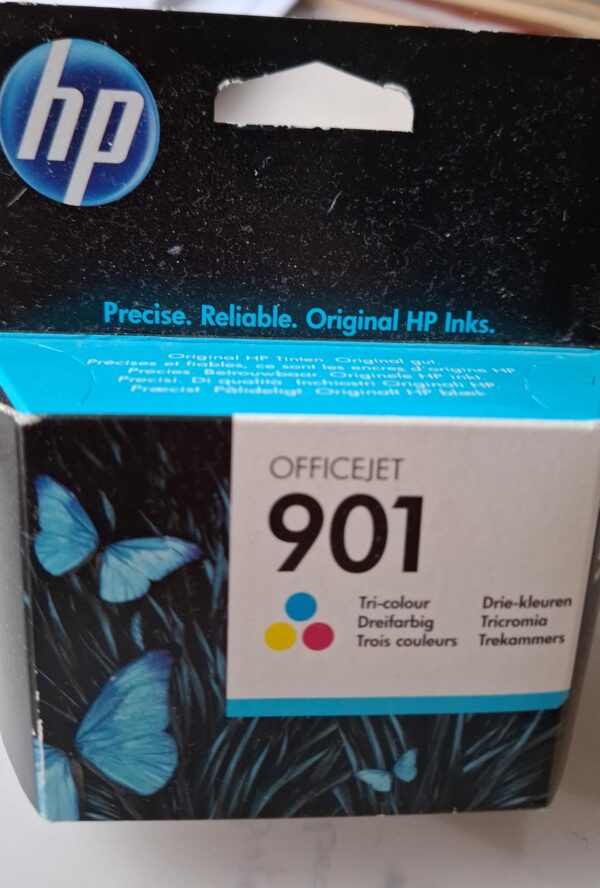 hp
Precise. Reliable. Original HP Inks.
Original HP Tinten. Original gut.
Précises et fiables, ce sont les encres d'origine HP
Precies. Betrouwbaar. Originele HP inkt.
Precisi. Di qualità. Inchiostri Originali HP.
Præcist. Pålideligt. Originalt HP blæk.
OFFICEJET
901
Tri-colour
Dreifarbig
Trois couleurs
Drie-kleuren
Tricromia
Trekammers